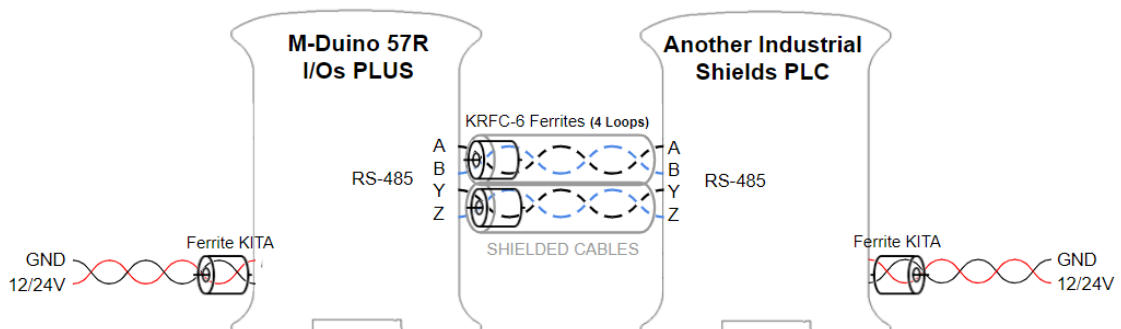 M-Duino 57R
I/Os PLUS
Another Industrial
Shields PLC
KRFC-6 Ferrites (4 Loops)
A
B
Y
Z
RS-485
A
B
Y
Z
RS-485
SHIELDED CABLES
Ferrite KITA
GND
12/24V
Ferrite KITA
GND
12/24V